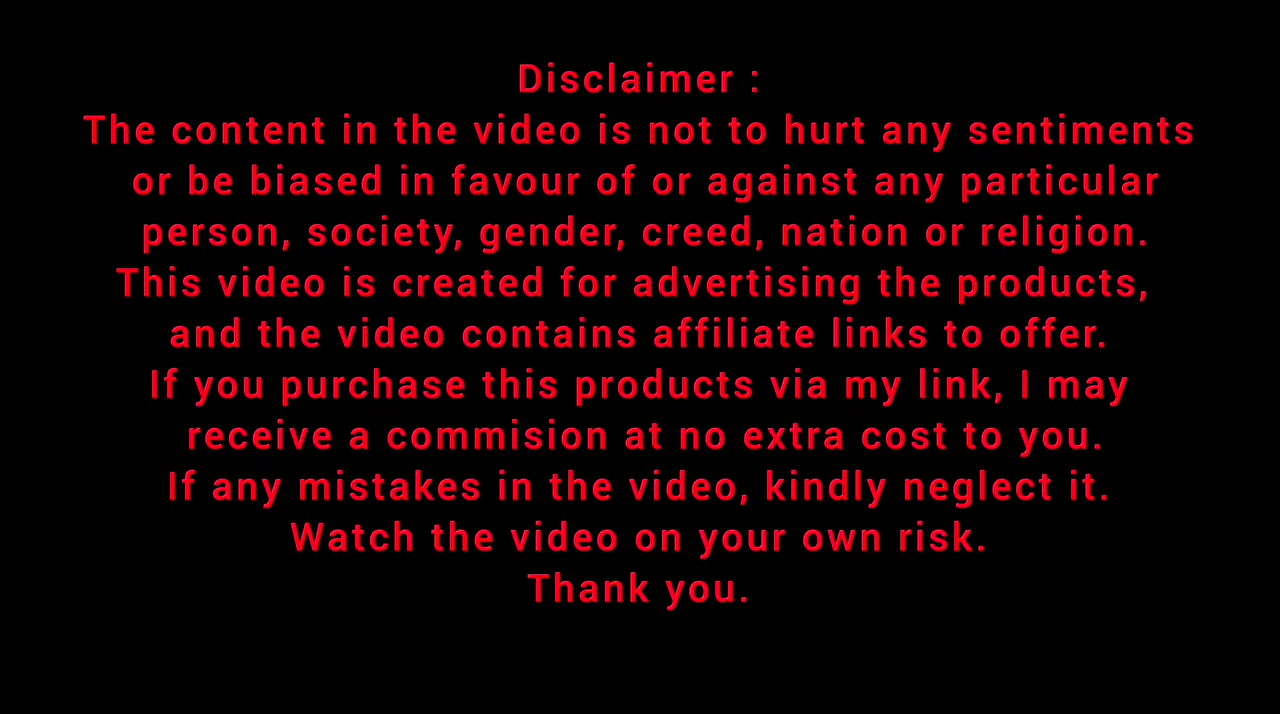 Disclaimer :
The content in the video is not to hurt any sentiments
or be biased in favour of or against any particular
person, society, gender, creed, nation or religion.
This video is created for advertising the products,
and the video contains affiliate links to offer.
If you purchase this products via my link, I may
receive a commision at no extra cost to you.
If any mistakes in the video, kindly neglect it.
Watch the video on your own risk.
Thank you.